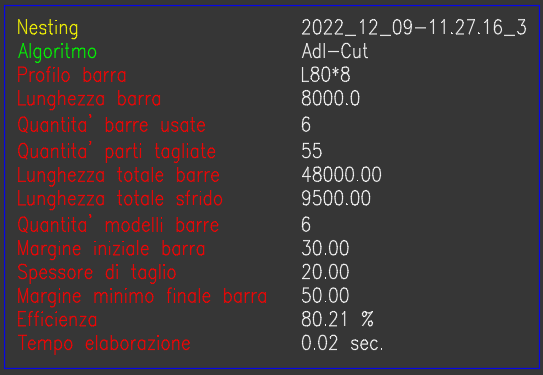 Nesting 2022_12_09-11.27.16_3
Algoritmo Adl-Cut
Profilo barra L80*8
Lunghezza barra 8000.0
Quantita' barre usate 6
Quantita' parti tagliate 55
Lunghezza totale barre 48000.00
Lunghezza totale sfrido 9500.00
Quantita' modelli barre 6
Margine iniziale barra 30.00
Spessore di taglio 20.00
Margine minimo finale barra 50.00
Efficienza 80.21 %
Tempo elaborazione 0.02 sec.